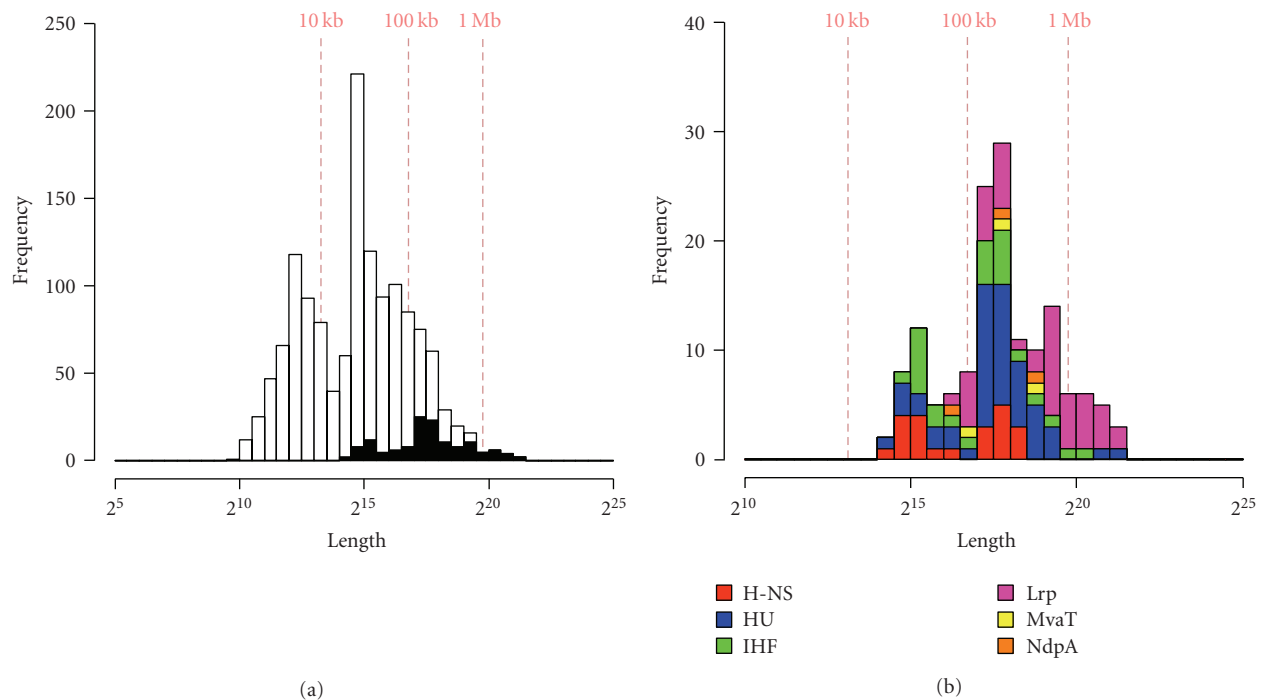 10 kb
100 kb
1 Mb
250
200
150
100
50
0
Frequency
2^5
2^10
2^15
2^20
2^25
Length
(a)
10 kb
100 kb
1 Mb
40
30
20
10
0
Frequency
2^10
2^15
2^20
2^25
Length
H-NS
HU
IHF
Lrp
MvaT
NdpA
(b)